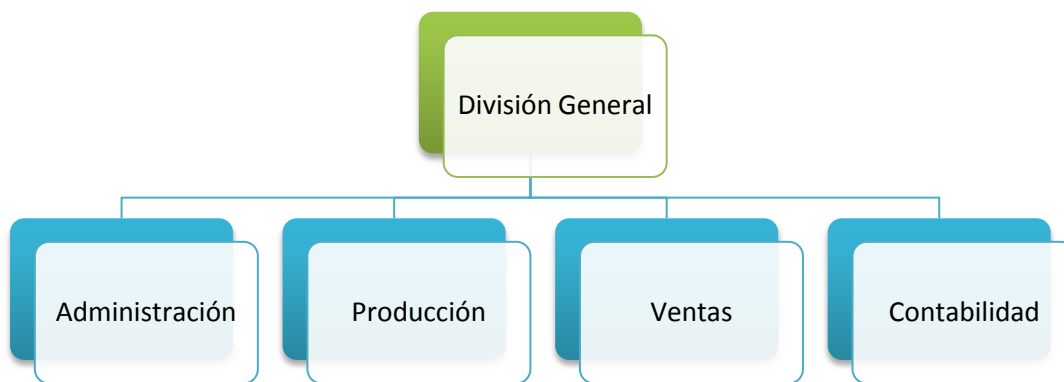 División General
Administración
Producción
Ventas
Contabilidad